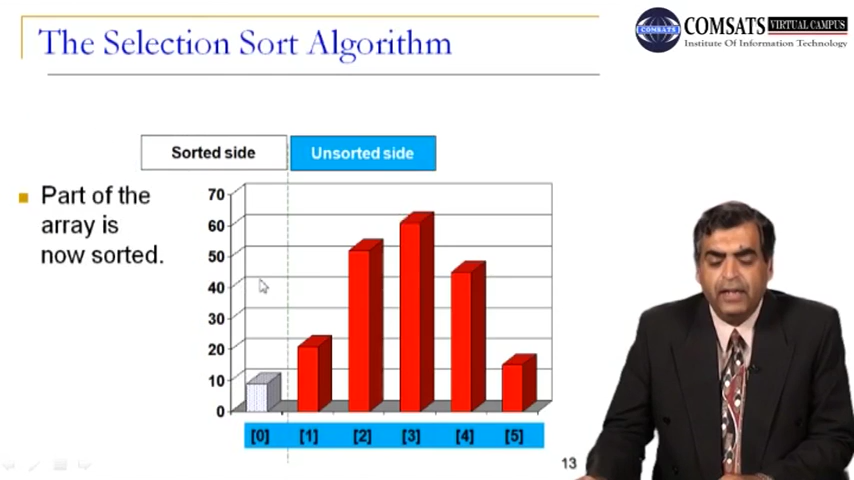 The Selection Sort Algorithm
COMSATS VIRTUAL CAMPUS
COMSATS
Institute Of Information Technology
Sorted side
Unsorted side
Part of the
array is
now sorted.
70
60
50
40
30
20
10
0
[0] [1] [2] [3] [4] [5]
13